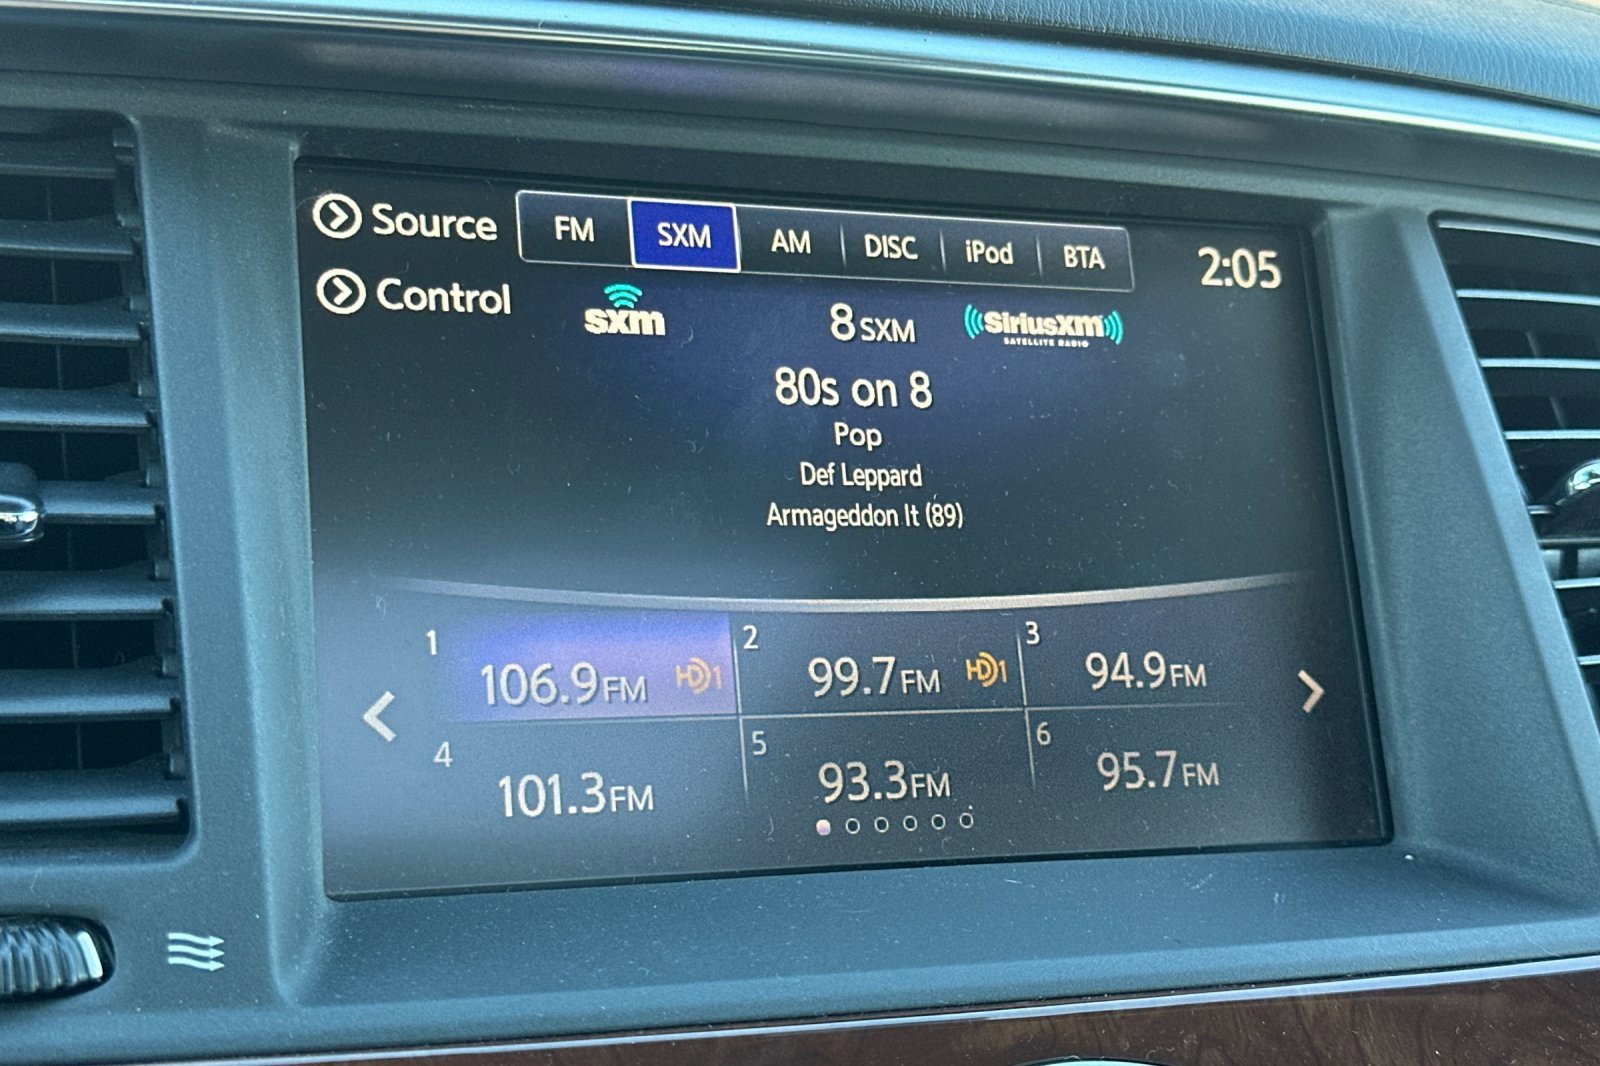 Source
FM SXM AM DISC iPod BTA
2:05
Control
sxm
8 SXM
SiriusXM
SATELLITE RADIO
80s on 8
Pop
Def Leppard
Armageddon It (89)
1 106.9FM HD1
2 99.7FM HD1
3 94.9FM
4 101.3FM
5 93.3FM
6 95.7FM